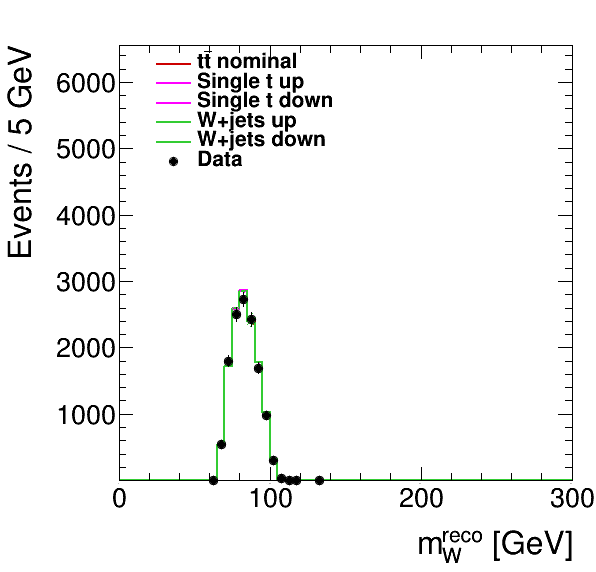 Events / 5 GeV
tt̄ nominal
Single t up
Single t down
W+jets up
W+jets down
Data
6000
5000
4000
3000
2000
1000
0 100 200 300
m_W^reco [GeV]